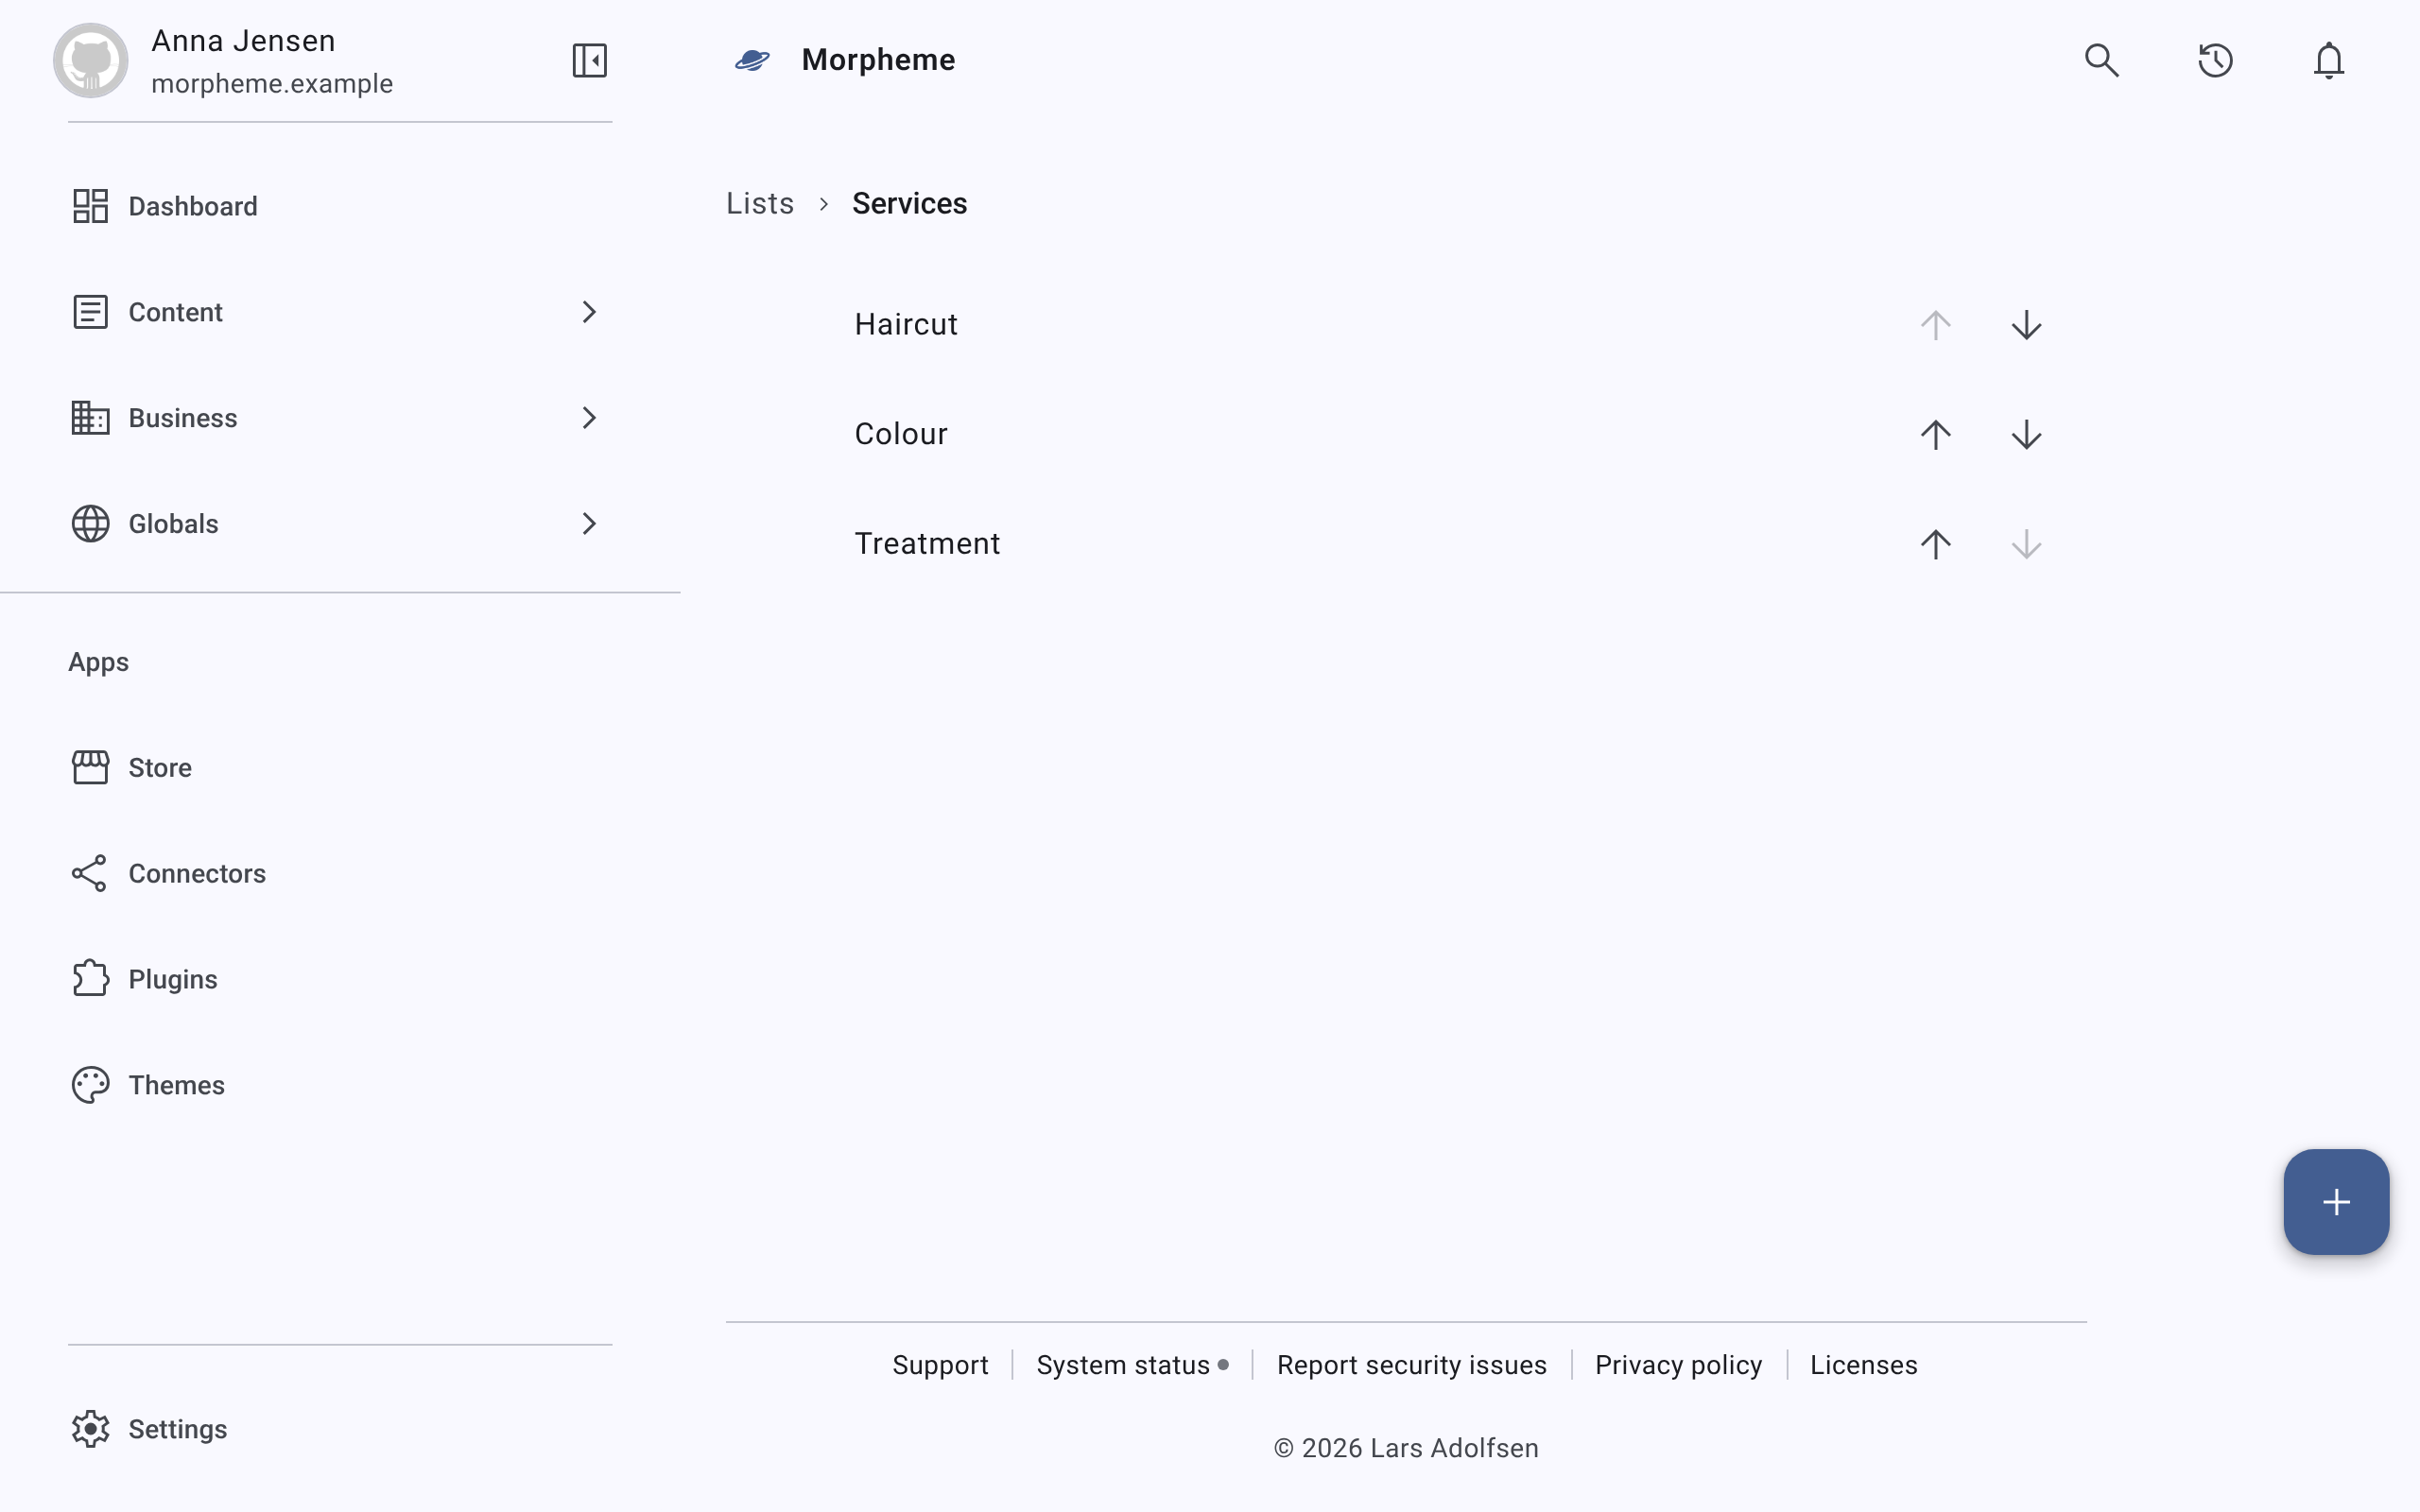 Anna Jensen
morpheme.example
Morpheme
Dashboard
Content
Business
Globals
Apps
Store
Connectors
Plugins
Themes
Settings
Lists › Services
Haircut
Colour
Treatment
Support
System status
Report security issues
Privacy policy
Licenses
© 2026 Lars Adolfsen